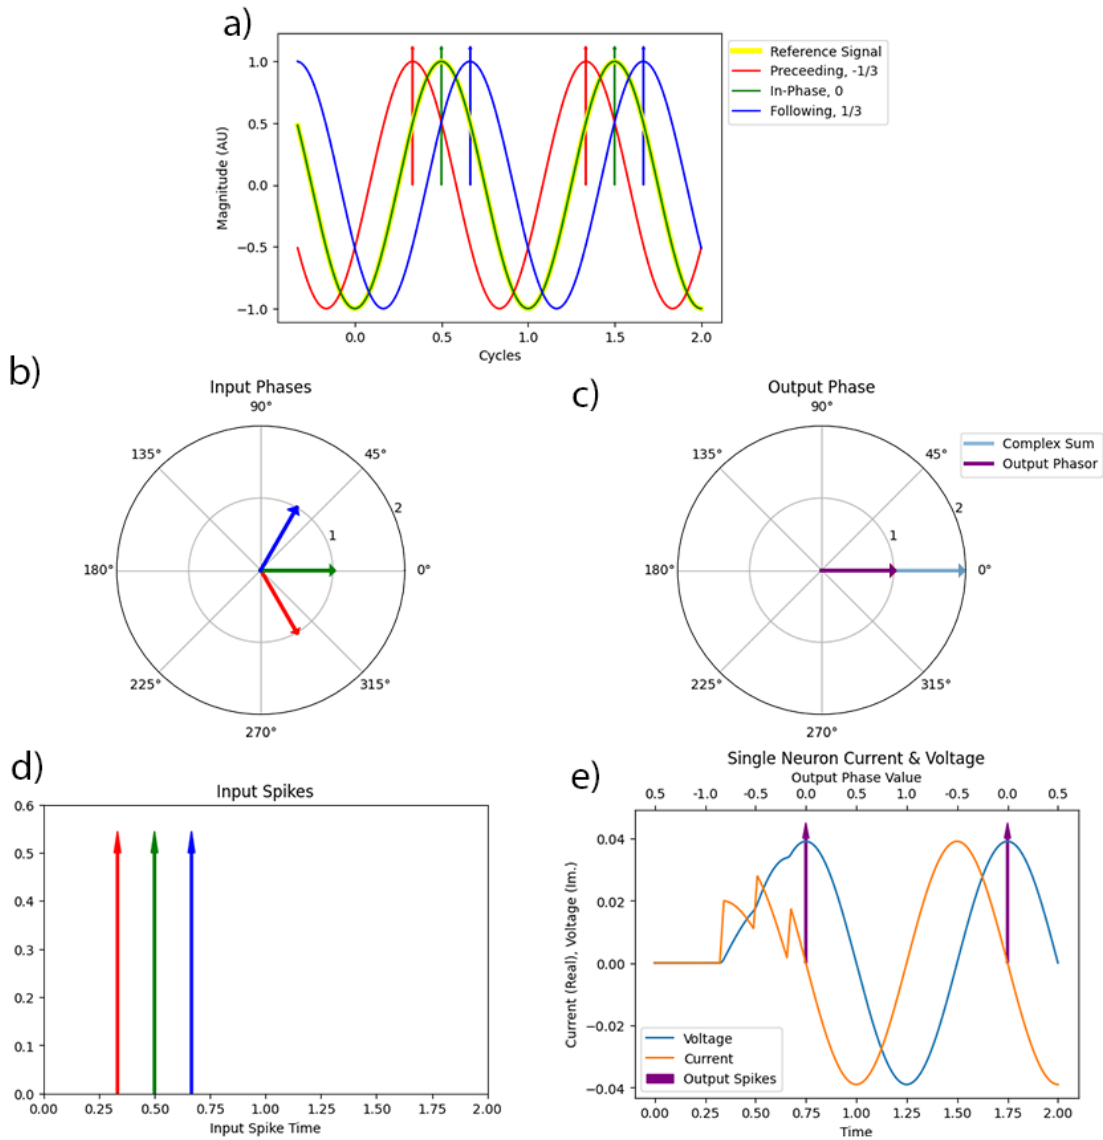 a)
Reference Signal
Preceeding, -1/3
In-Phase, 0
Following, 1/3
Magnitude (AU)
1.0
0.5
0.0
−0.5
−1.0
0.0 0.5 1.0 1.5 2.0
Cycles
b)
Input Phases
90°
135° 45°
2
1
180° 0°
225° 315°
270°
c)
Output Phase
90°
135° 45°
2
1
180° 0°
225° 315°
270°
Complex Sum
Output Phasor
d)
Input Spikes
0.6
0.5
0.4
0.3
0.2
0.1
0.0
0.00 0.25 0.50 0.75 1.00 1.25 1.50 1.75 2.00
Input Spike Time
e)
Single Neuron Current & Voltage
Output Phase Value
0.5 -0.0 -0.5 0.0 0.5 1.0 -0.5 0.0 0.5
Current (Real), Voltage (Im.)
0.04
0.02
0.00
−0.02
−0.04
Voltage
Current
Output Spikes
0.00 0.25 0.50 0.75 1.00 1.25 1.50 1.75 2.00
Time